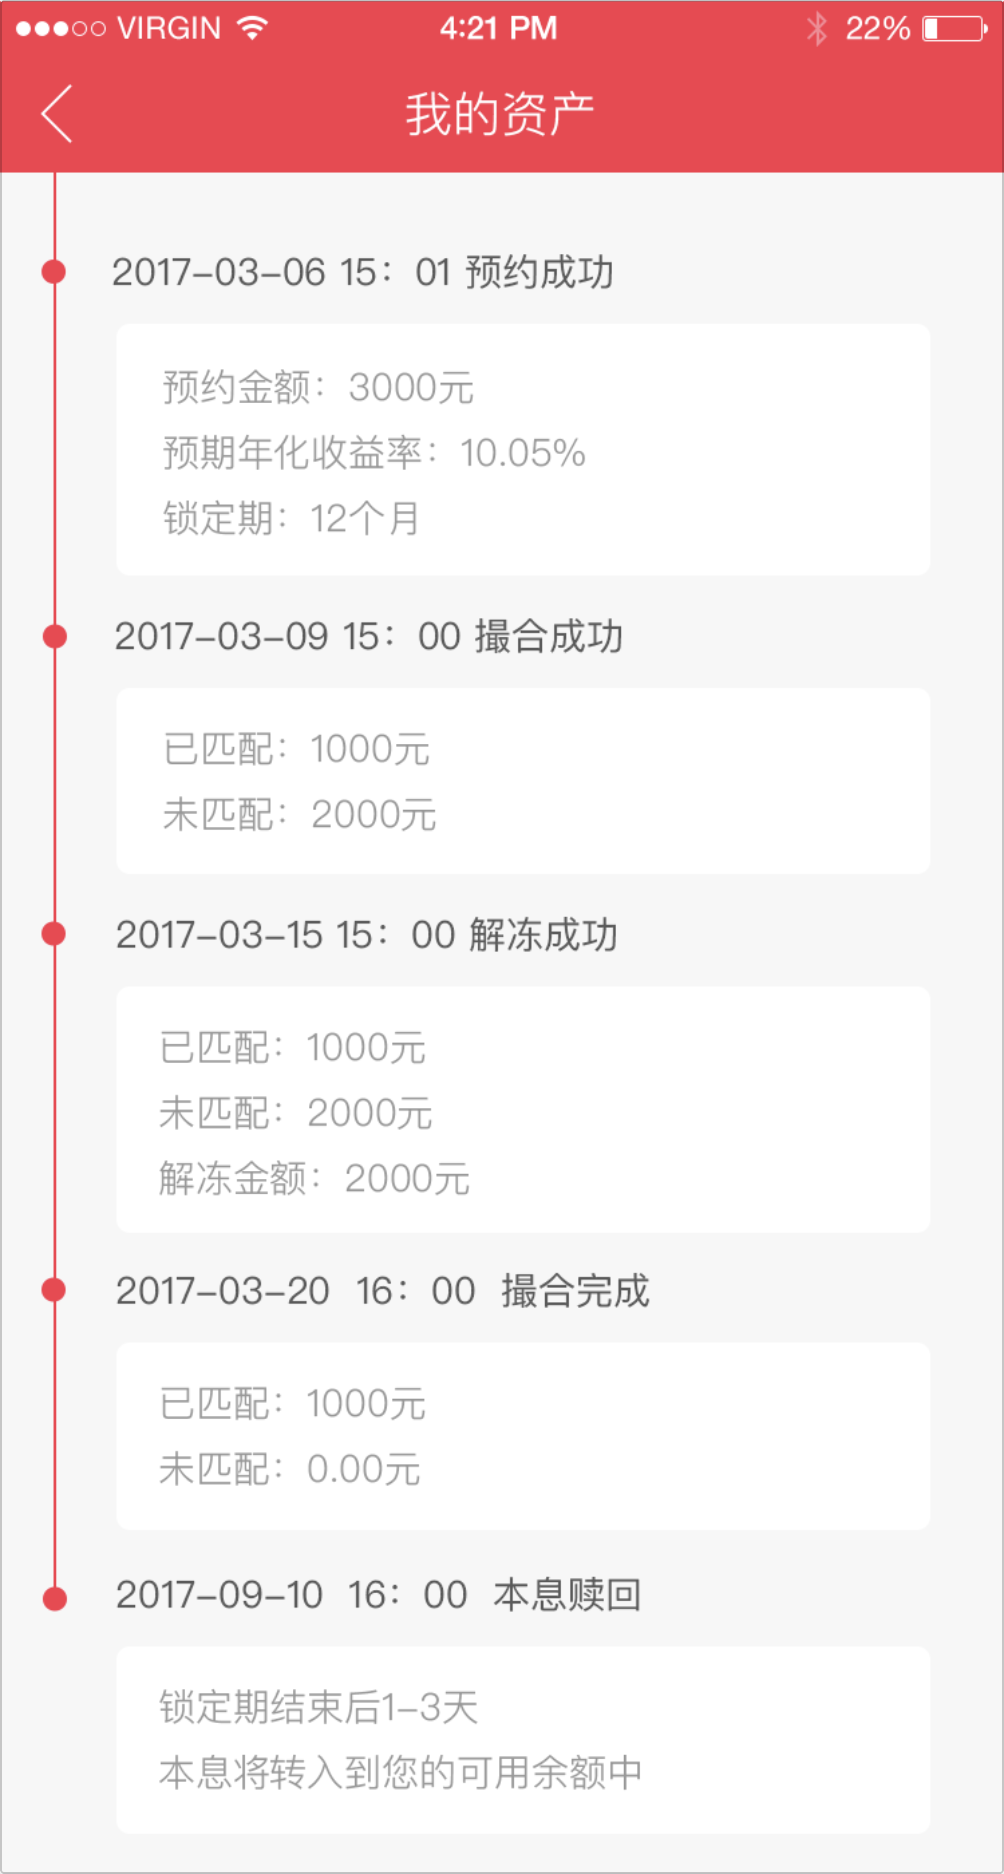 VIRGIN 4:21 PM 22%
我的资产
2017-03-06 15：01 预约成功
预约金额：3000元
预期年化收益率：10.05%
锁定期：12个月
2017-03-09 15：00 撮合成功
已匹配：1000元
未匹配：2000元
2017-03-15 15：00 解冻成功
已匹配：1000元
未匹配：2000元
解冻金额：2000元
2017-03-20 16：00 撮合完成
已匹配：1000元
未匹配：0.00元
2017-09-10 16：00 本息赎回
锁定期结束后1-3天
本息将转入到您的可用余额中